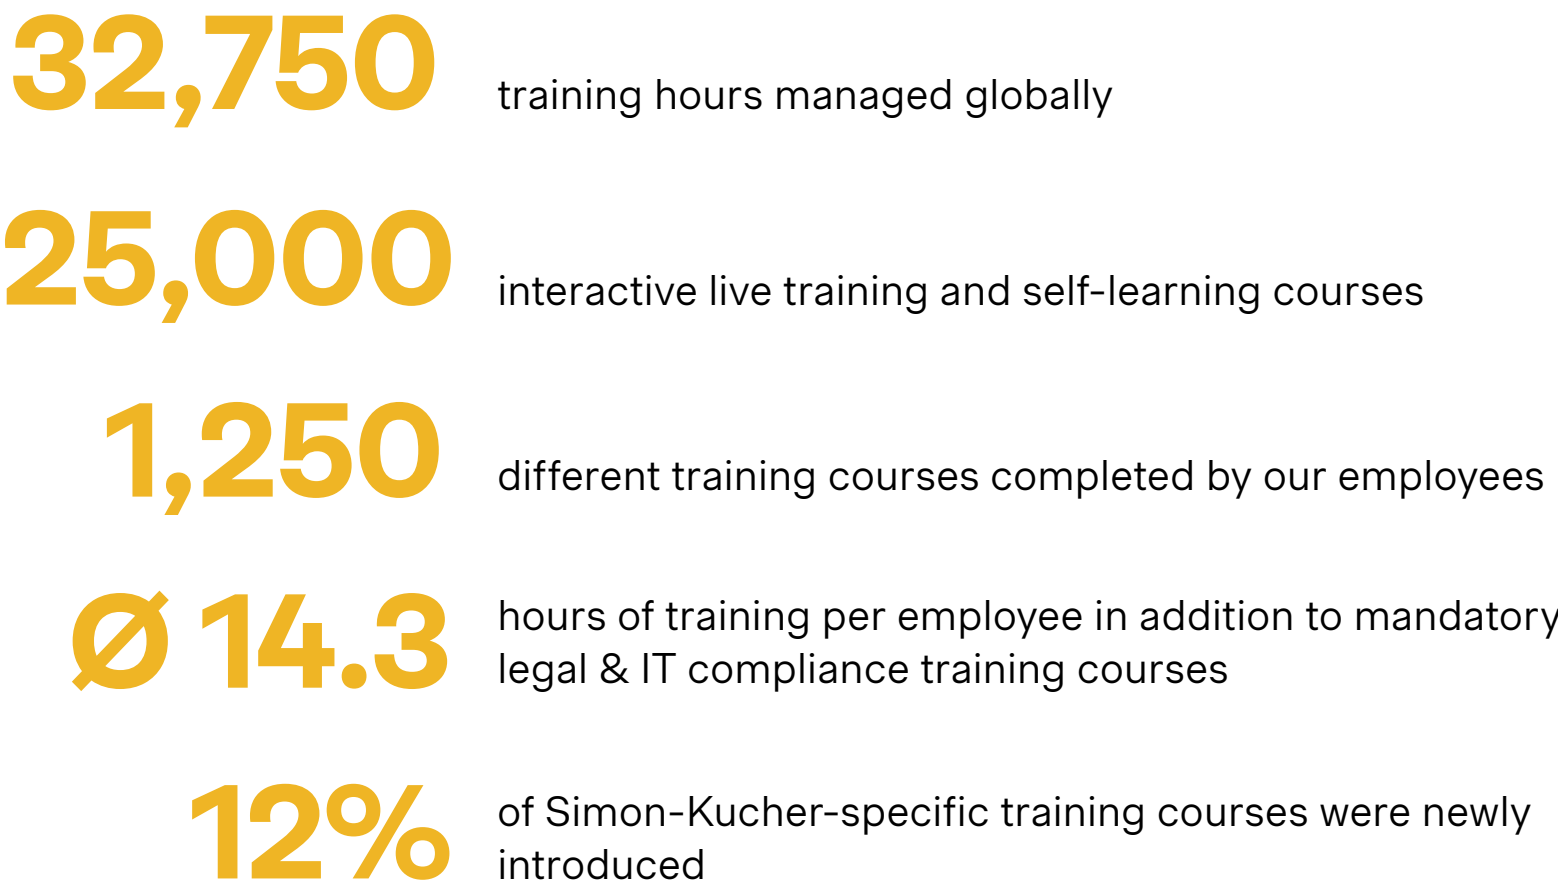 32,750 training hours managed globally
25,000 interactive live training and self-learning courses
1,250 different training courses completed by our employees
Ø 14.3 hours of training per employee in addition to mandatory
legal & IT compliance training courses
12% of Simon-Kucher-specific training courses were newly
introduced